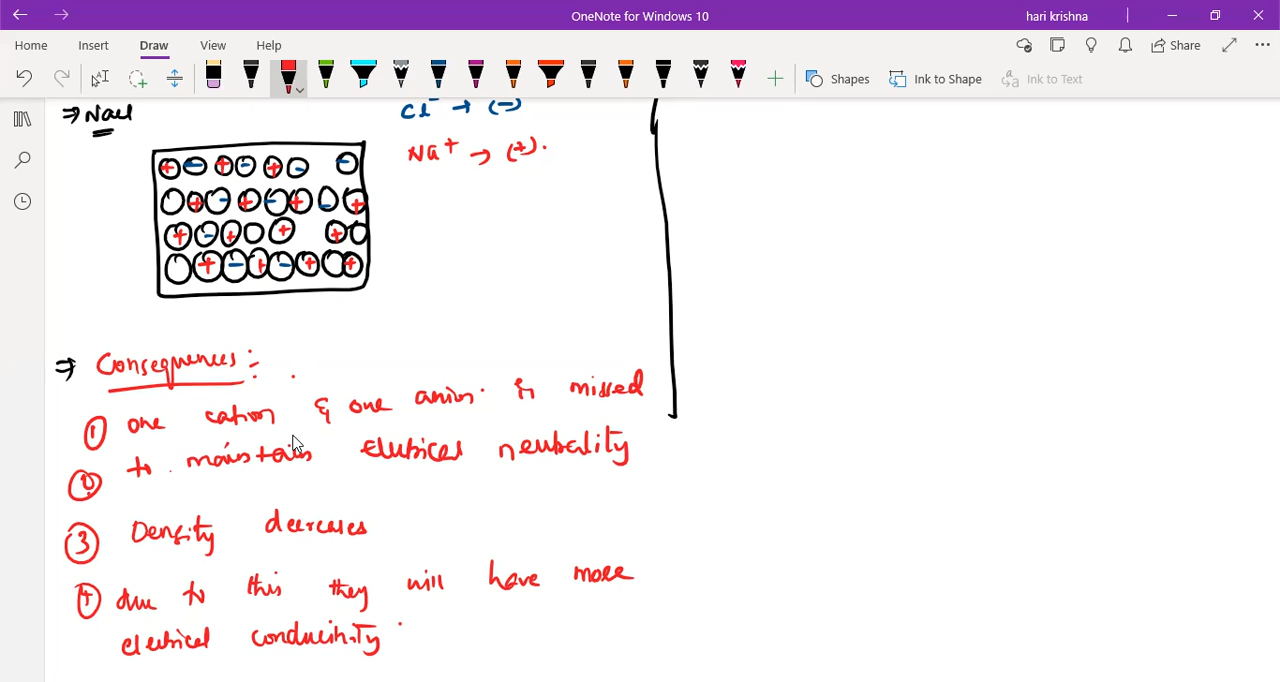 OneNote for Windows 10
hari krishna
Home Insert Draw View Help
Share
Shapes
Ink to Shape
Ink to Text
⇒ NaCl
Cl⁻ → (-)
Na⁺ → (+).
+ - + - + - -
+ - + - + - +
+ - + + +
+ - + - + +
⇒ Consequences :-
① one cation & one anion is missed
② to maintain electrical neutrality
③ Density decreases
④ due to this they will have more
electrical conductivity